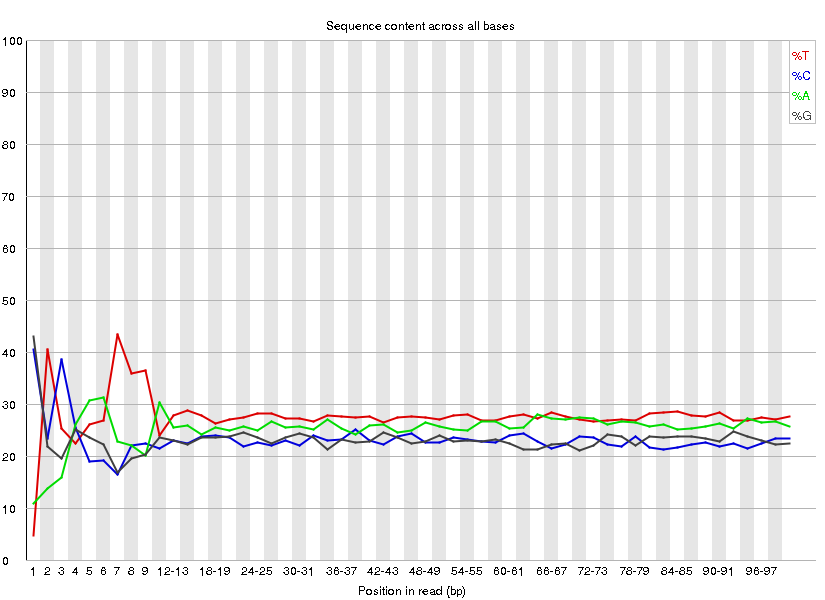 Sequence content across all bases
100
90
80
70
60
50
40
30
20
10
0
%T
%C
%A
%G
1 2 3 4 5 6 7 8 9 12-13 18-19 24-25 30-31 36-37 42-43 48-49 54-55 60-61 66-67 72-73 78-79 84-85 90-91 96-97
Position in read (bp)